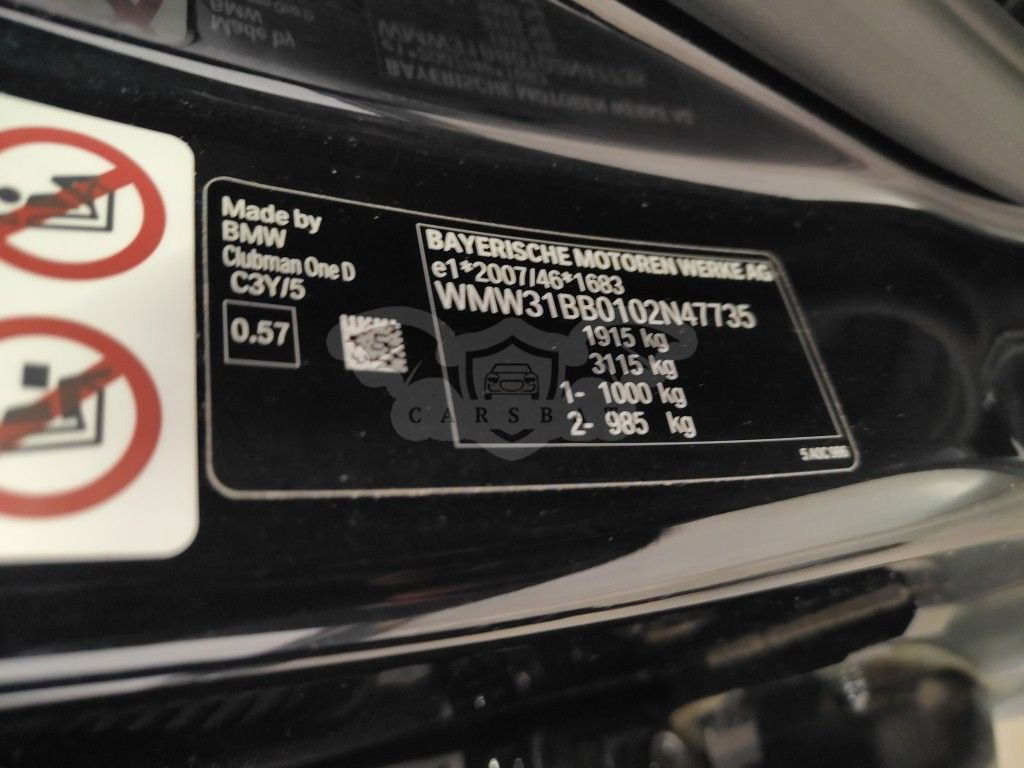 Made by
BMW
Clubman One D
C3Y/5
0.57
BAYERISCHE MOTOREN WERKE AG
e1*2007/46*1683
WMW31BB0102N47735
1915 kg
3115 kg
1- 1000 kg
2- 985 kg